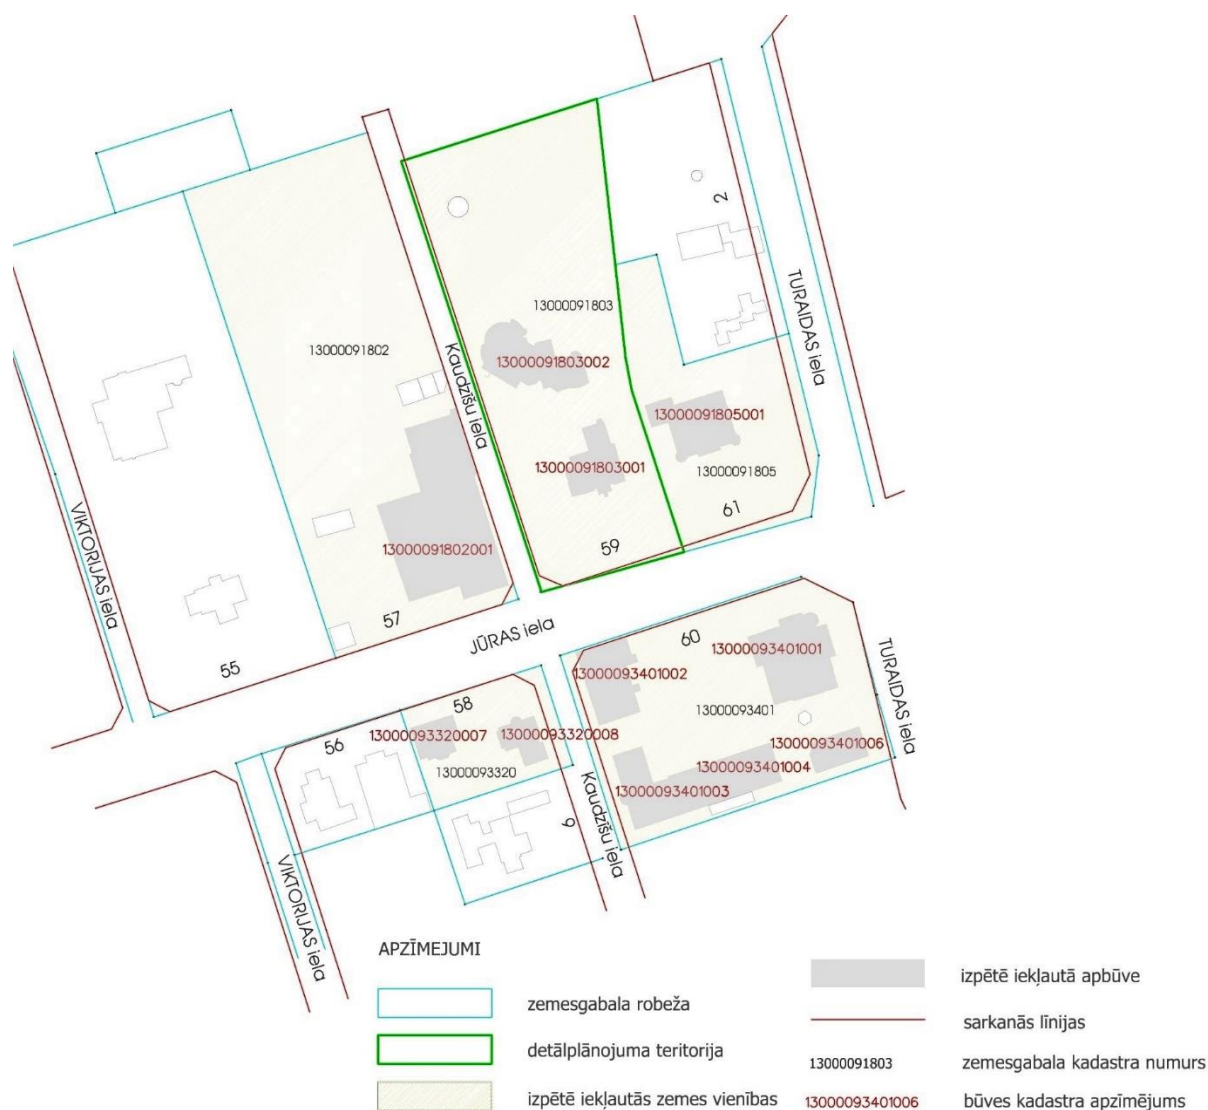 2
TURAIDAS iela
13000091803
13000091802
Kaudzīšu iela
13000091803002
13000091805001
13000091803001
13000091805
61
VIKTORIJAS iela
59
13000091802001
57
JŪRAS iela
60
13000093401001
TURAIDAS iela
55
13000093401002
13000093401
58
13000093320007
13000093320008
56
13000093401006
13000093320
13000093401004
13000093401003
Kaudzīšu iela
9
VIKTORIJAS iela
APZĪMEJUMI
zemesgabala robeža
detālplānojuma teritorija
izpētē iekļautās zemes vienības
izpētē iekļautā apbūve
sarkanās līnijas
13000091803 zemesgabala kadastra numurs
13000093401006 būves kadastra apzīmējums